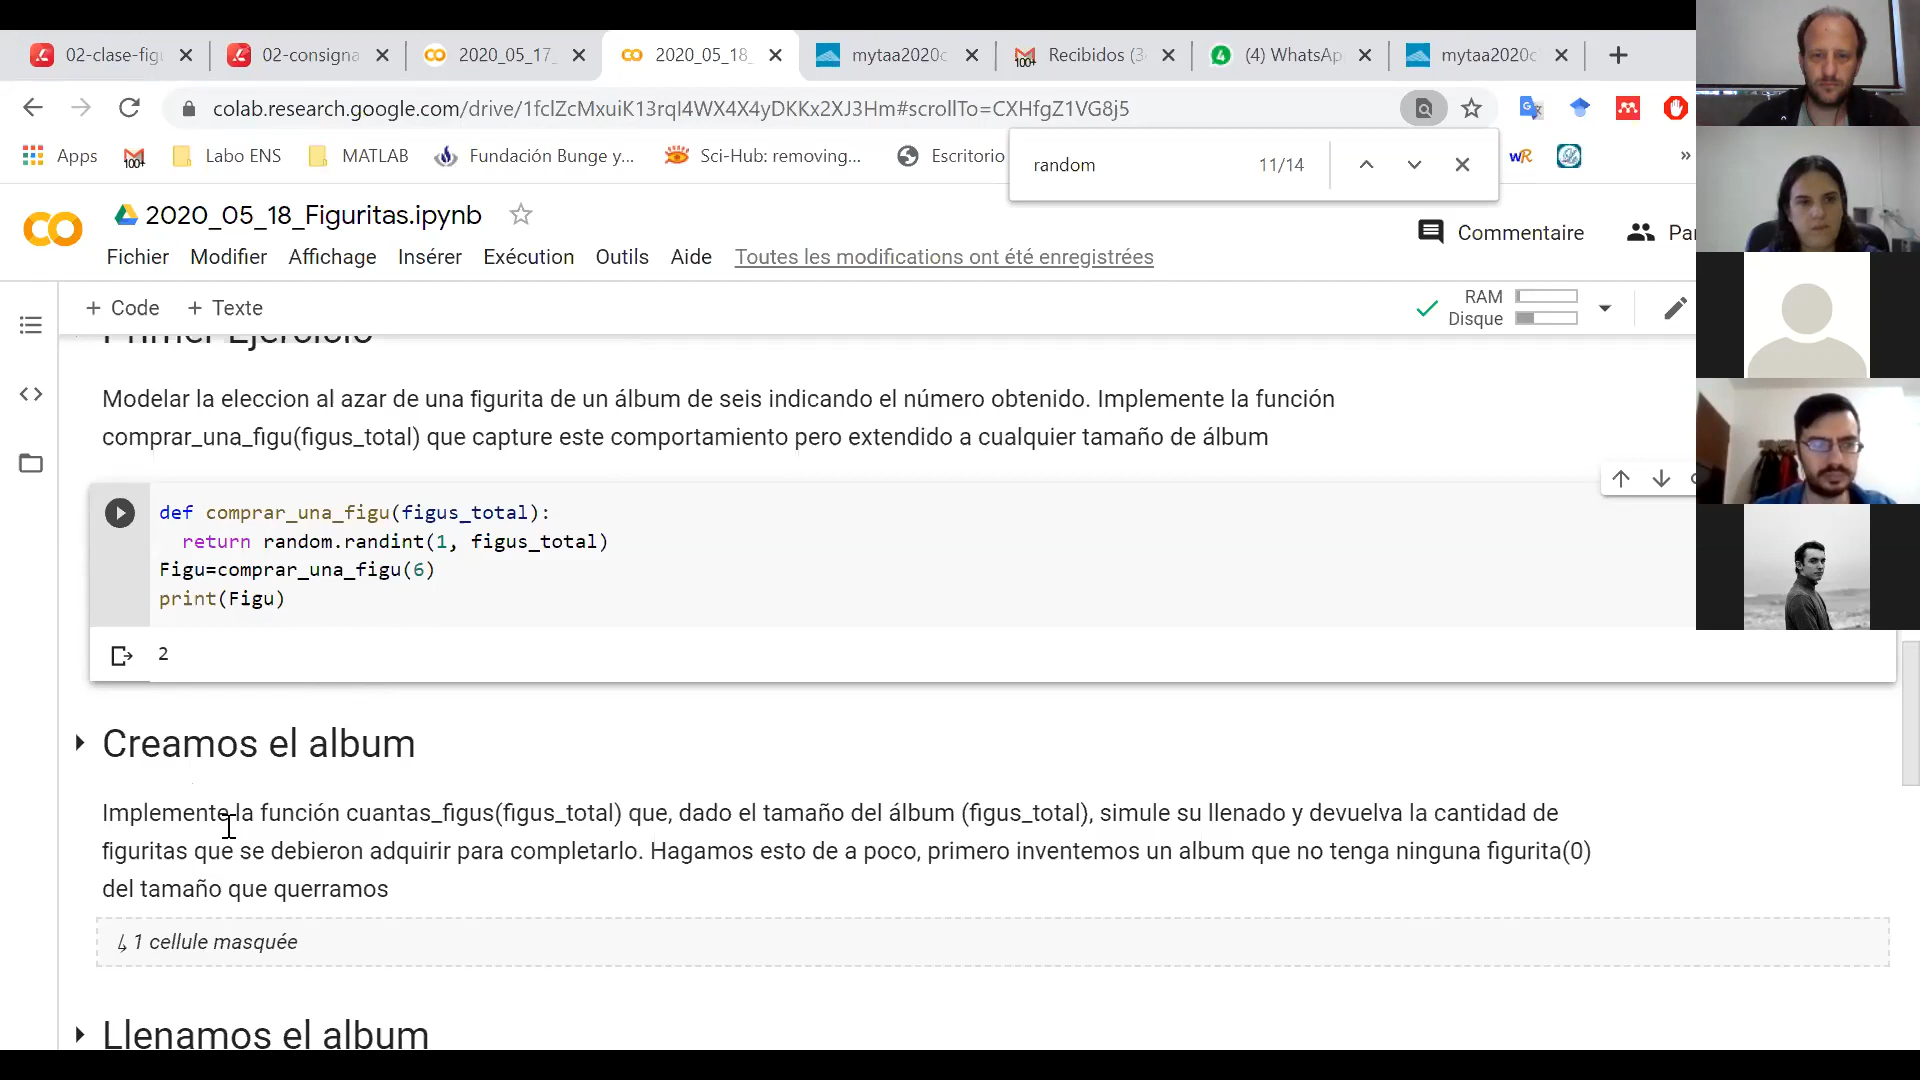 02-clase-fig
02-consigna
2020_05_17_
2020_05_18_
mytaa2020c
Recibidos (3
(4) WhatsAp
mytaa2020c
colab.research.google.com/drive/1fclZcMxuiK13rqI4WX4X4yDKKx2XJ3Hm#scrollTo=CXHfgZ1VG8j5
Apps
Labo ENS
MATLAB
Fundación Bunge y...
Sci-Hub: removing...
Escritorio
»
random
11/14
2020_05_18_Figuritas.ipynb
Commentaire
Par
Fichier Modifier Affichage Insérer Exécution Outils Aide Toutes les modifications ont été enregistrées
+ Code + Texte
RAM
Disque
Primer Ejercicio
Modelar la eleccion al azar de una figurita de un álbum de seis indicando el número obtenido. Implemente la función
comprar_una_figu(figus_total) que capture este comportamiento pero extendido a cualquier tamaño de álbum
def comprar_una_figu(figus_total):
return random.randint(1, figus_total)
Figu=comprar_una_figu(6)
print(Figu)
2
Creamos el album
Implemente la función cuantas_figus(figus_total) que, dado el tamaño del álbum (figus_total), simule su llenado y devuelva la cantidad de
figuritas que se debieron adquirir para completarlo. Hagamos esto de a poco, primero inventemos un album que no tenga ninguna figurita(0)
del tamaño que querramos
↳ 1 cellule masquée
Llenamos el album